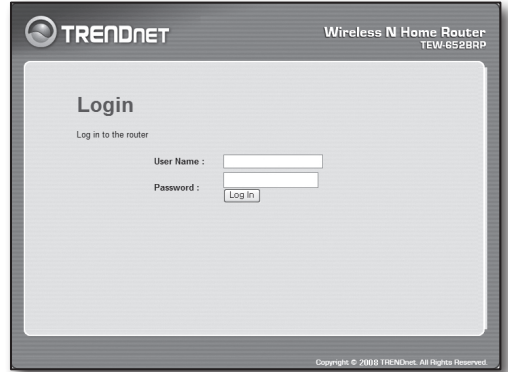 TRENDNET
Wireless N Home Router
TEW-652BRP
Login
Log in to the router
User Name :
Password :
Log In
Copyright © 2008 TRENDnet. All Rights Reserved.